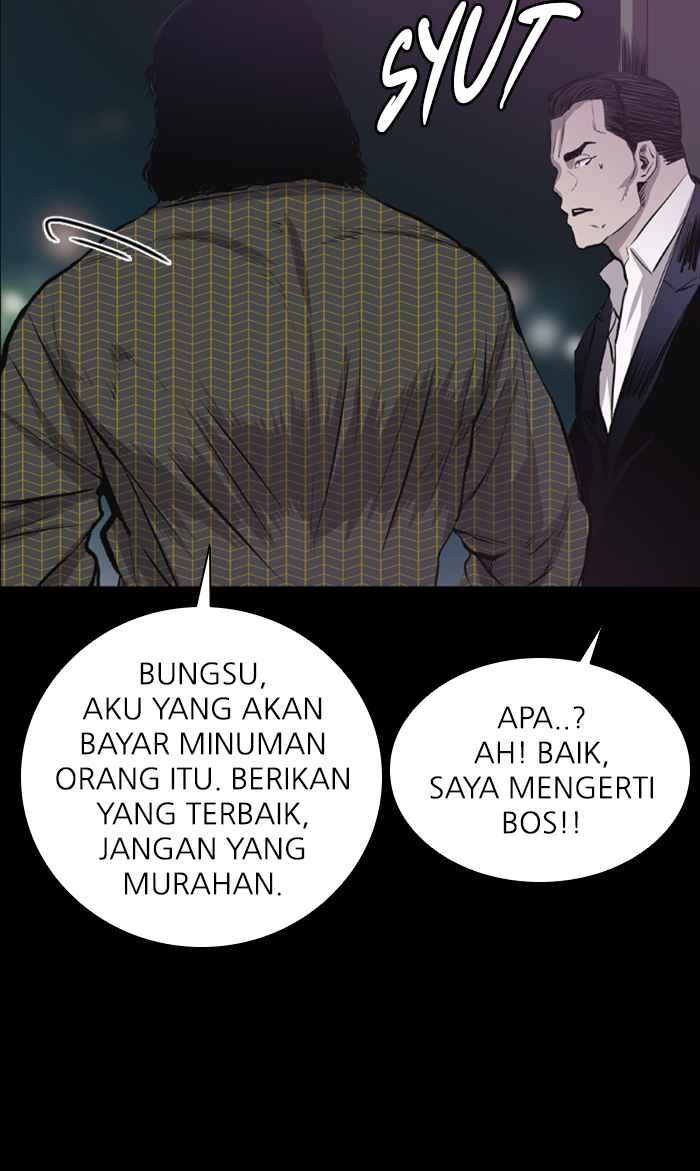 SYUT
BUNGSU,
AKU YANG AKAN
BAYAR MINUMAN
ORANG ITU. BERIKAN
YANG TERBAIK,
JANGAN YANG
MURAHAN.
APA..?
AH! BAIK,
SAYA MENGERTI
BOS!!